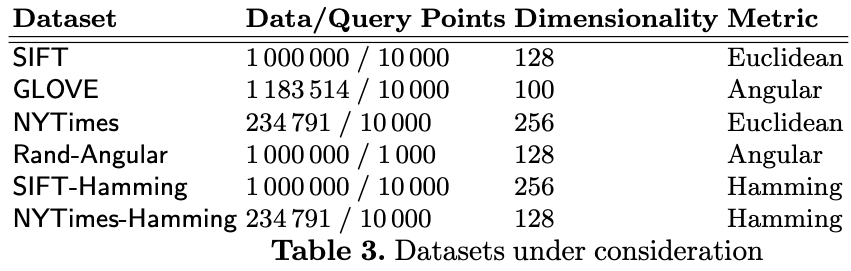 Dataset Data/Query Points Dimensionality Metric
SIFT 1 000 000 / 10 000 128 Euclidean
GLOVE 1 183 514 / 10 000 100 Angular
NYTimes 234 791 / 10 000 256 Euclidean
Rand-Angular 1 000 000 / 1 000 128 Angular
SIFT-Hamming 1 000 000 / 10 000 256 Hamming
NYTimes-Hamming 234 791 / 10 000 128 Hamming
Table 3. Datasets under consideration